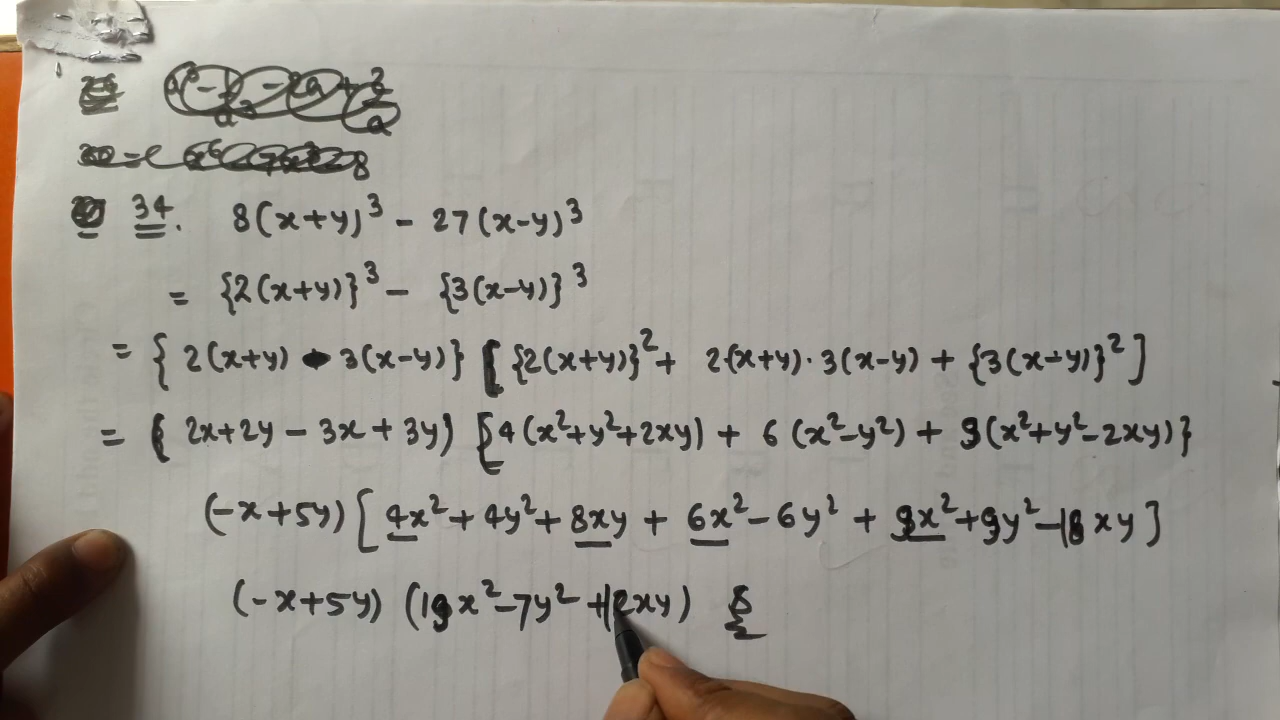 34. 8(x+y)³ - 27(x-y)³
= {2(x+y)}³ - {3(x-y)}³
= { 2(x+y) - 3(x-y)} [{2(x+y)}² + 2(x+y)·3(x-y) + {3(x-y)}²]
= ( 2x+2y - 3x + 3y) {4(x²+y²+2xy) + 6(x²-y²) + 9(x²+y²-2xy)}
(-x+5y) [4x² + 4y² + 8xy + 6x² - 6y² + 9x² + 9y² - 18xy]
(-x+5y) (19x² - 7y² + 12xy)